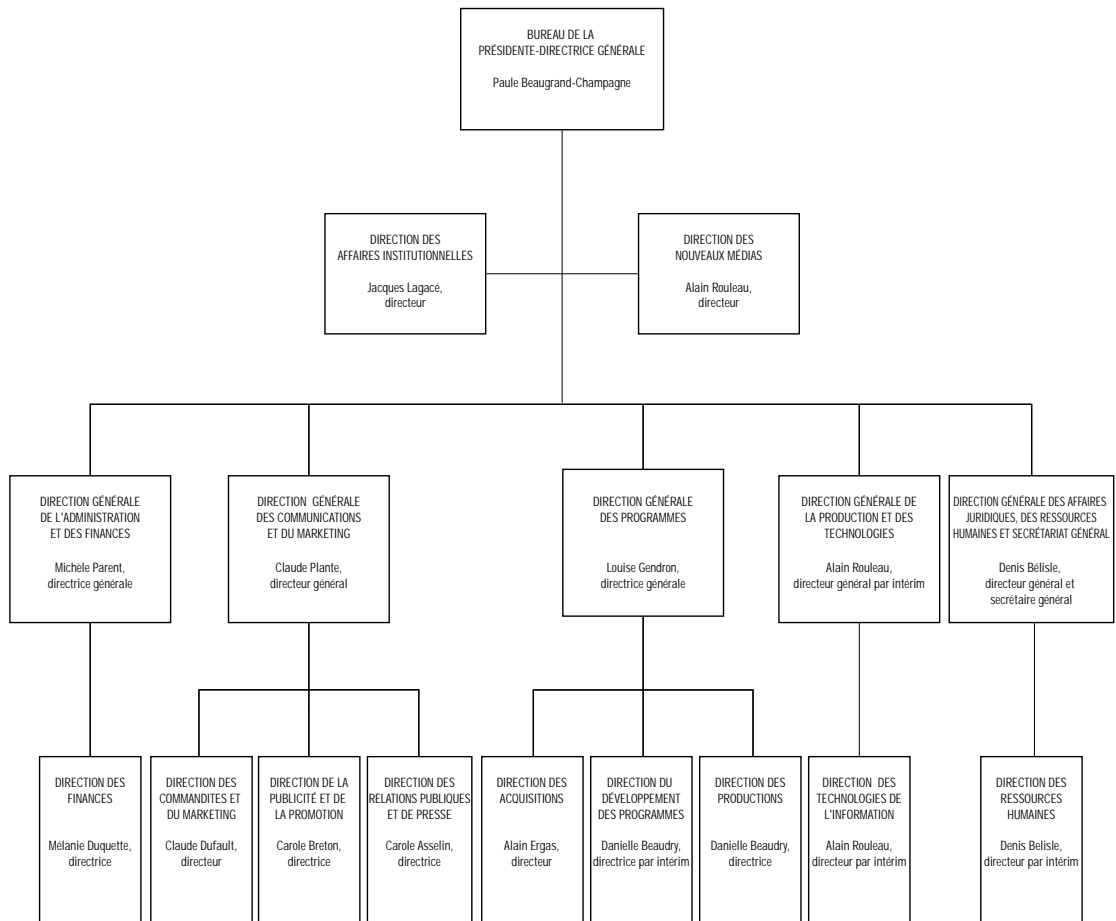 BUREAU DE LA
PRÉSIDENTE-DIRECTRICE GÉNÉRALE
Paule Beaugrand-Champagne
DIRECTION DES
AFFAIRES INSTITUTIONNELLES
Jacques Lagacé,
directeur
DIRECTION DES
NOUVEAUX MÉDIAS
Alain Rouleau,
directeur
DIRECTION GÉNÉRALE
DE L'ADMINISTRATION
ET DES FINANCES
Michèle Parent,
directrice générale
DIRECTION GÉNÉRALE
DES COMMUNICATIONS
ET DU MARKETING
Claude Plante,
directeur général
DIRECTION GÉNÉRALE
DES PROGRAMMES
Louise Gendron,
directrice genérale
DIRECTION GÉNÉRALE DE
LA PRODUCTION ET DES
TECHNOLOGIES
Alain Rouleau,
directeur général par intérim
DIRECTION GÉNÉRALE DES AFFAIRES
JURIDIQUES, DES RESSOURCES
HUMAINES ET SECRÉTARIAT GÉNÉRAL
Denis Bélisle,
directeur général et
secrétaire général
DIRECTION DES
FINANCES
Mélanie Duquette,
directrice
DIRECTION DES
COMMANDITES ET
DU MARKETING
Claude Dufault,
directeur
DIRECTION DE LA
PUBLICITÉ ET DE
LA PROMOTION
Carole Breton,
directrice
DIRECTION DES
RELATIONS PUBLIQUES
ET DE PRESSE
Carole Asselin,
directrice
DIRECTION DES
ACQUISITIONS
Alain Ergas,
directeur
DIRECTION DU
DÉVELOPPEMENT
DES PROGRAMMES
Danielle Beaudry,
directrice par intérim
DIRECTION DES
PRODUCTIONS
Danielle Beaudry,
directrice
DIRECTION DES
TECHNOLOGIES DE
L'INFORMATION
Alain Rouleau,
directeur par intérim
DIRECTION DES
RESSOURCES
HUMAINES
Denis Bélisle,
directeur par intérim